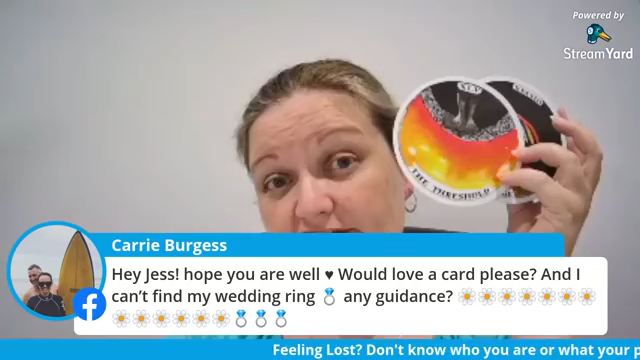 Powered by
StreamYard
THE THRESHOLD
Carrie Burgess
Hey Jess! hope you are well ♥ Would love a card please? And I
can't find my wedding ring 💍 any guidance? 🌼🌼🌼🌼🌼🌼🌼
🌼🌼🌼🌼🌼🌼💍💍💍
Feeling Lost? Don't know who you are or what your p